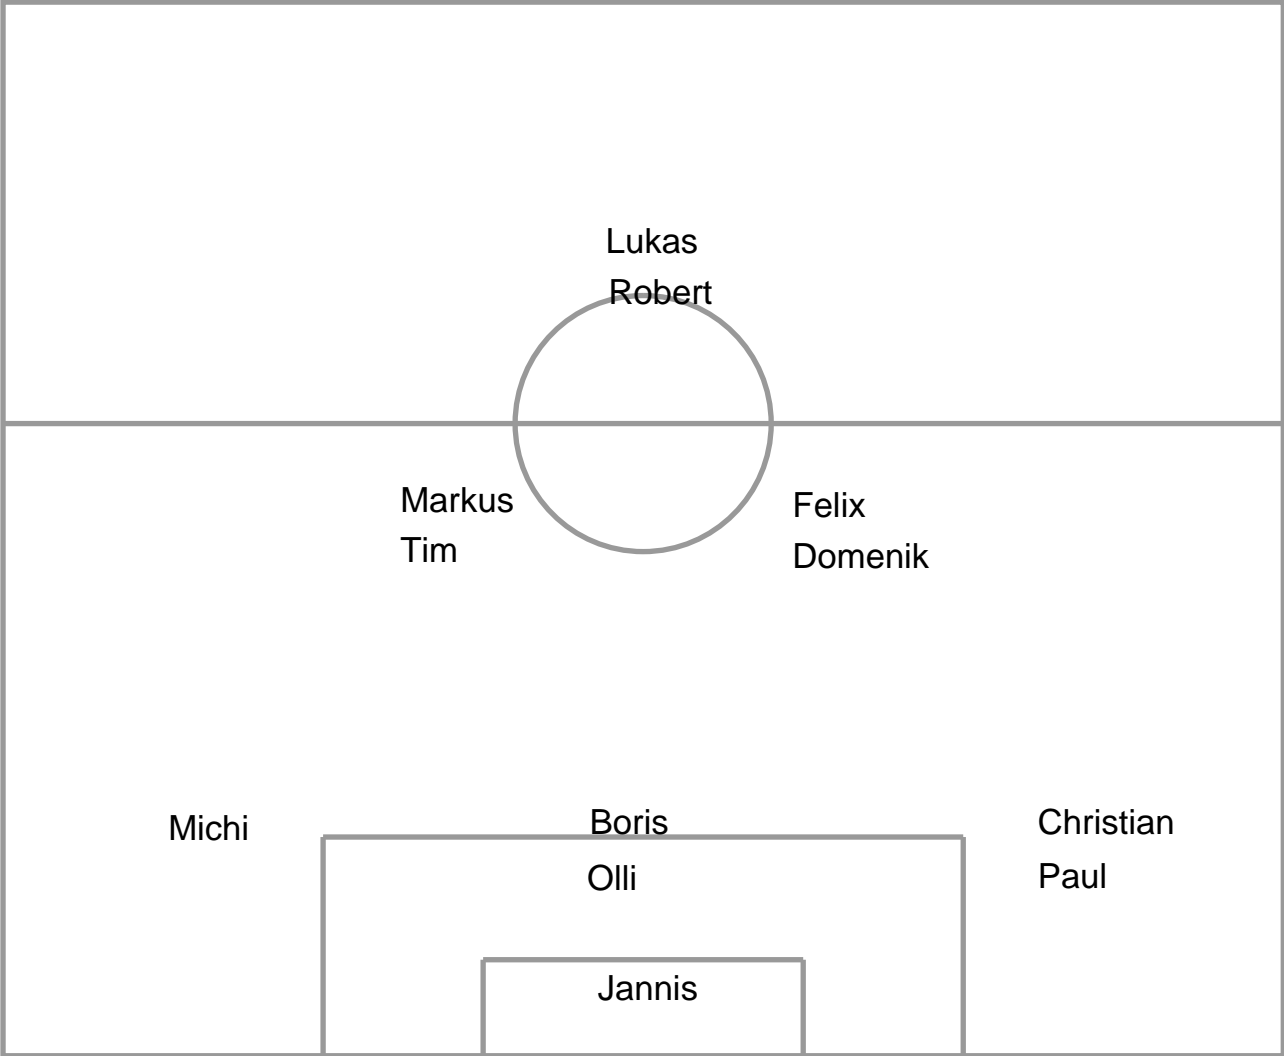 Lukas
Robert
Markus
Tim
Felix
Domenik
Michi
Boris
Olli
Christian
Paul
Jannis